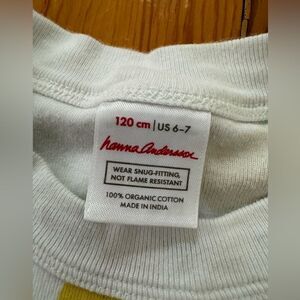 120 cm | US 6-7
hanna Andersson
WEAR SNUG-FITTING,
NOT FLAME RESISTANT
100% ORGANIC COTTON
MADE IN INDIA